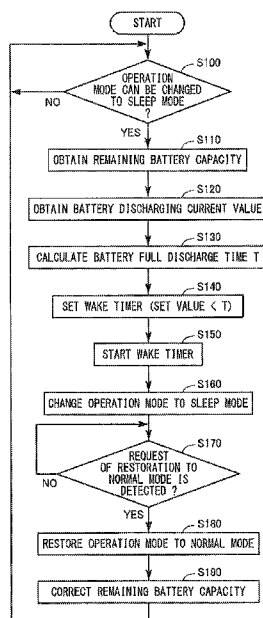 START
S100
OPERATION
MODE CAN BE CHANGED
TO SLEEP MODE
?
NO
YES
S110
OBTAIN REMAINING BATTERY CAPACITY
S120
OBTAIN BATTERY DISCHARGING CURRENT VALUE
S130
CALCULATE BATTERY FULL DISCHARGE TIME T
S140
SET WAKE TIMER (SET VALUE < T)
S150
START WAKE TIMER
S160
CHANGE OPERATION MODE TO SLEEP MODE
S170
REQUEST
OF RESTORATION TO
NORMAL MODE IS
DETECTED ?
NO
YES
S180
RESTORE OPERATION MODE TO NORMAL MODE
S190
CORRECT REMAINING BATTERY CAPACITY